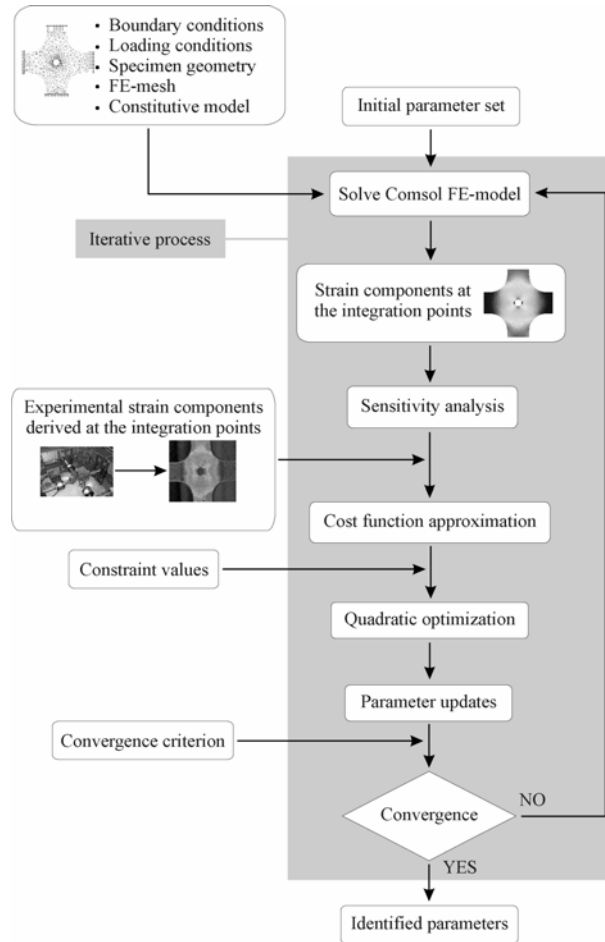 • Boundary conditions
• Loading conditions
• Specimen geometry
• FE-mesh
• Constitutive model
Initial parameter set
Solve Comsol FE-model
Iterative process
Strain components at
the integration points
Sensitivity analysis
Experimental strain components
derived at the integration points
Cost function approximation
Constraint values
Quadratic optimization
Parameter updates
Convergence criterion
Convergence
NO
YES
Identified parameters